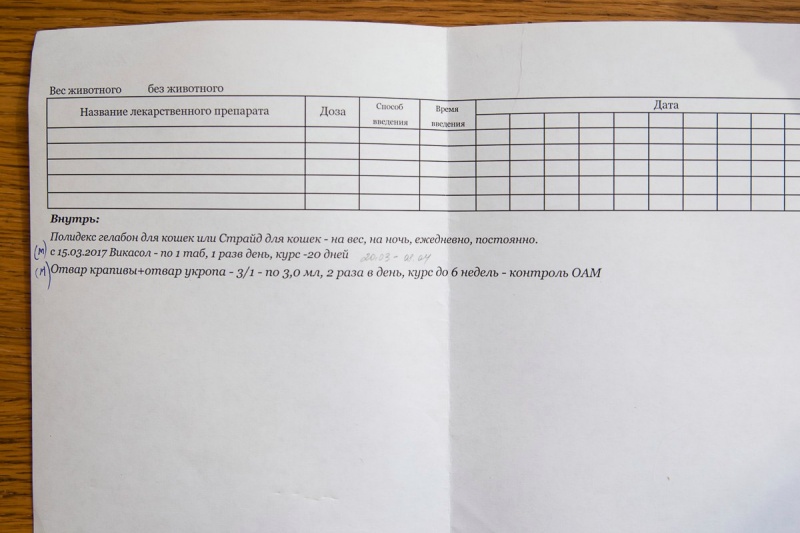 Вес животного без животного
Название лекарственного препарата Доза Способ введения Время введения Дата
Внутрь:
Полидекс гелабон для кошек или Страйд для кошек - на вес, на ночь, ежедневно, постоянно.
(м) с 15.03.2017 Викасол - по 1 таб, 1 разв день, курс -20 дней 20.03 -
(м) Отвар крапивы+отвар укропа - 3/1 - по 3,0 мл, 2 раза в день, курс до 6 недель - контроль ОАМ